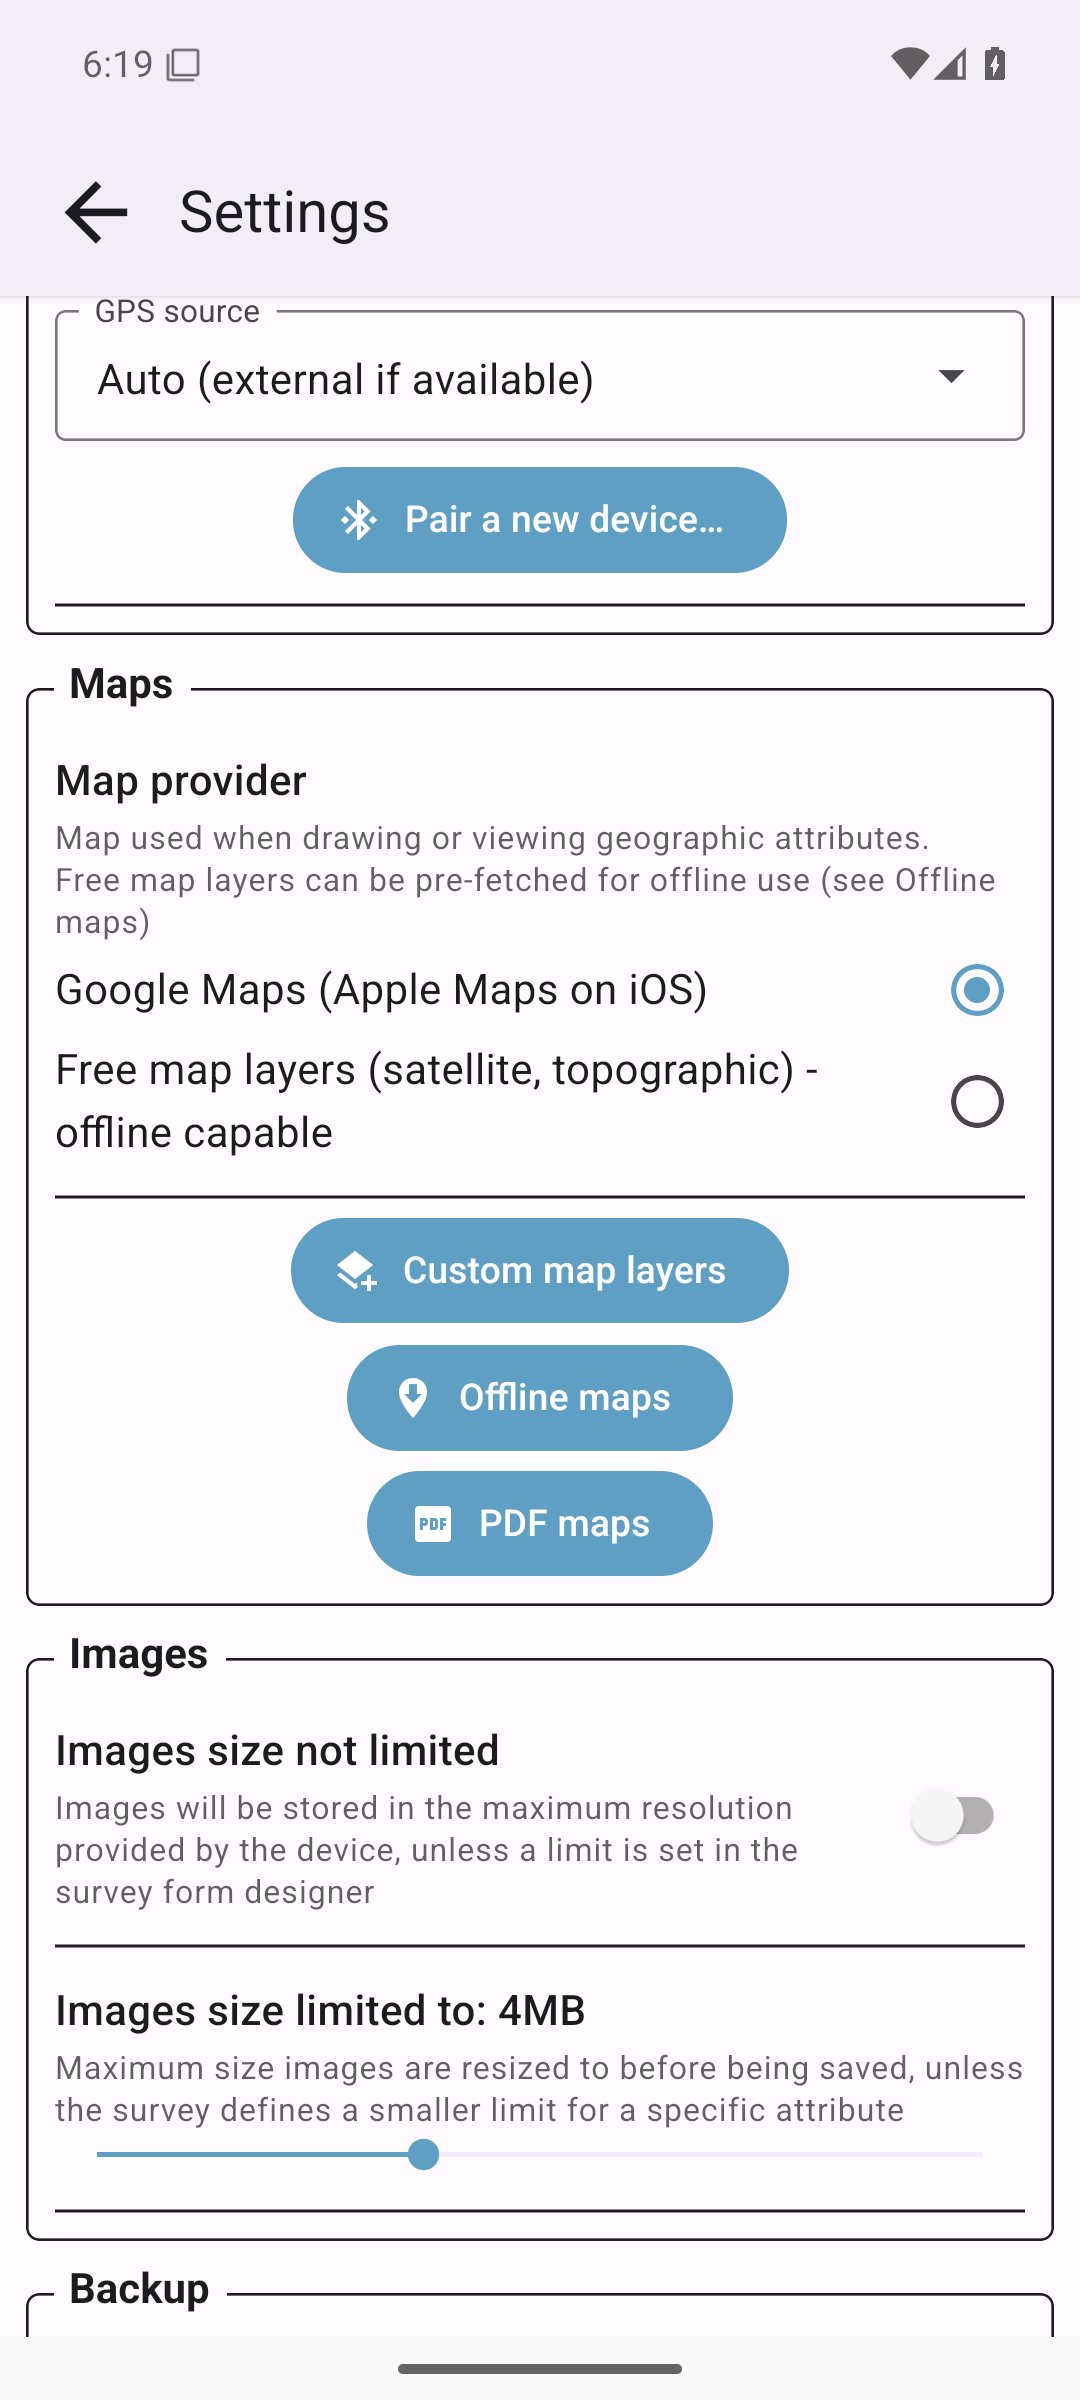 6:19
Settings
GPS source
Auto (external if available)
Pair a new device...
Maps
Map provider
Map used when drawing or viewing geographic attributes.
Free map layers can be pre-fetched for offline use (see Offline
maps)
Google Maps (Apple Maps on iOS)
Free map layers (satellite, topographic) -
offline capable
Custom map layers
Offline maps
PDF PDF maps
Images
Images size not limited
Images will be stored in the maximum resolution
provided by the device, unless a limit is set in the
survey form designer
Images size limited to: 4MB
Maximum size images are resized to before being saved, unless
the survey defines a smaller limit for a specific attribute
Backup